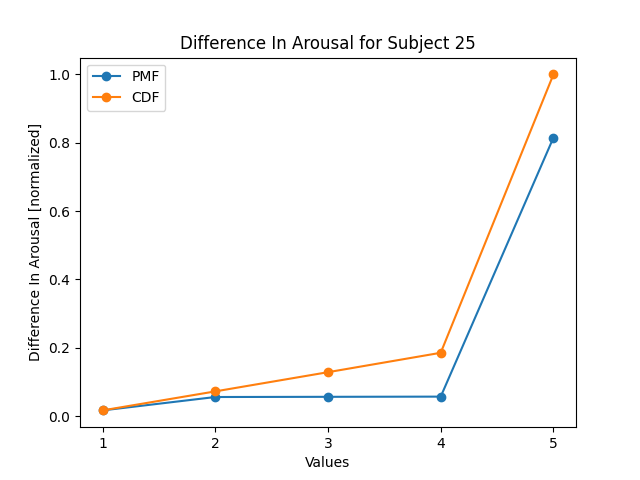 Difference In Arousal for Subject 25
PMF
CDF
Difference In Arousal [normalized]
1.0
0.8
0.6
0.4
0.2
0.0
1 2 3 4 5
Values